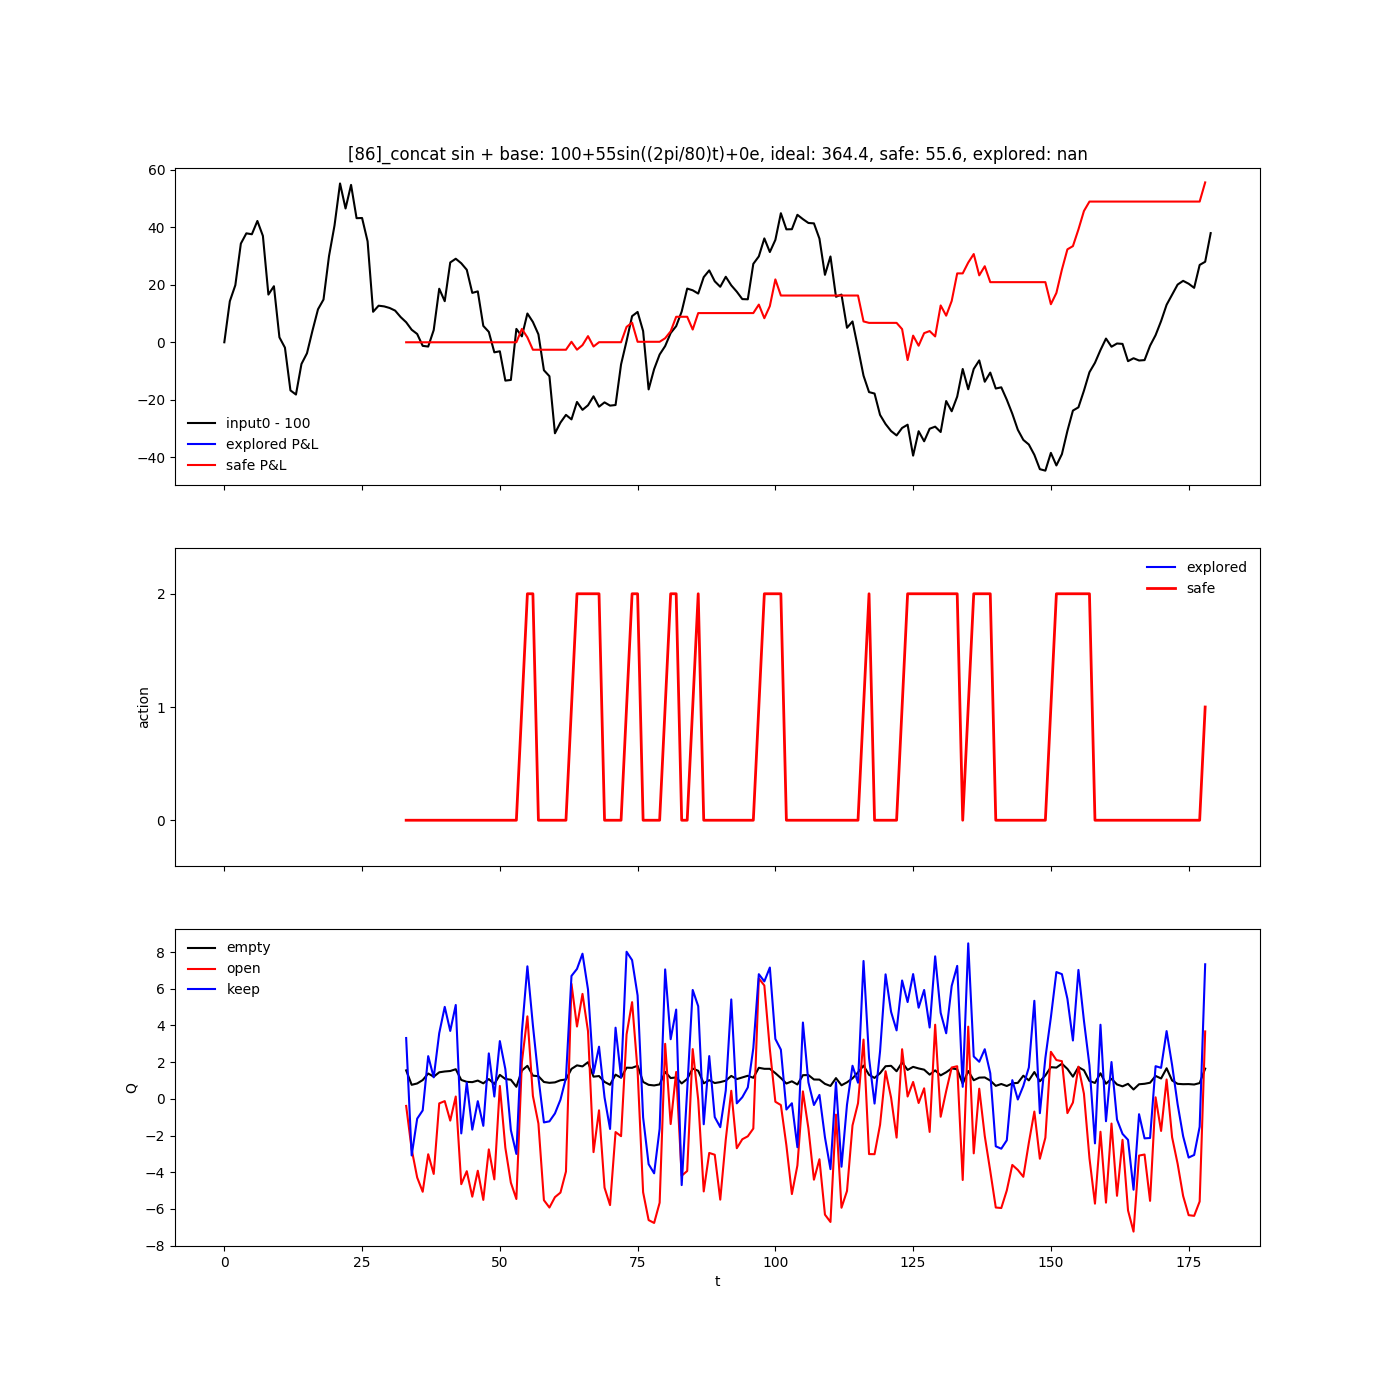 [86]_concat sin + base: 100+55sin((2pi/80)t)+0e, ideal: 364.4, safe: 55.6, explored: nan
60
40
20
0
−20
−40
input0 - 100
explored P&L
safe P&L
action
2
1
0
explored
safe
Q
8
6
4
2
0
−2
−4
−6
−8
empty
open
keep
0 25 50 75 100 125 150 175
t